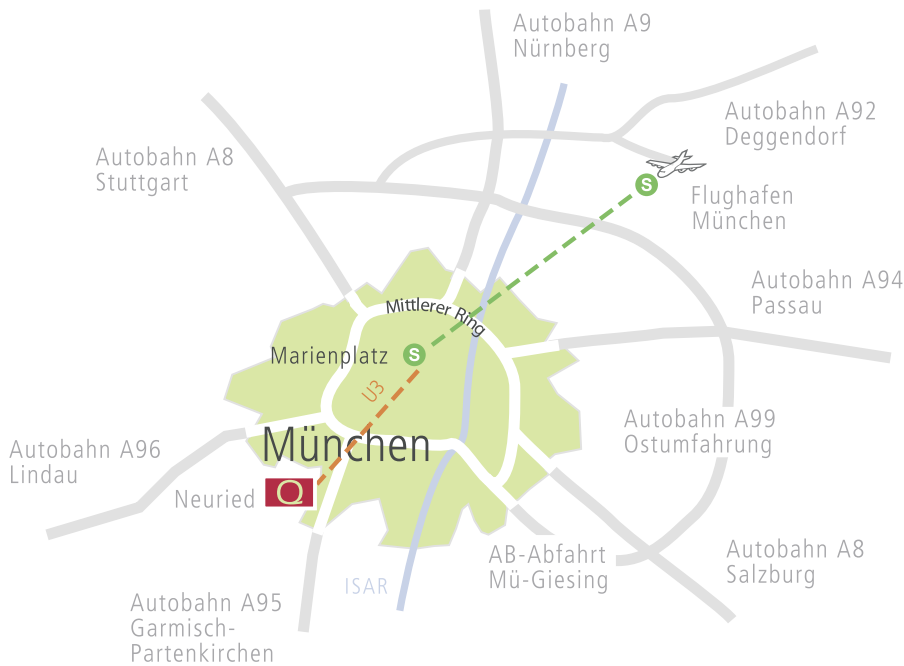 Autobahn A9
Nürnberg
Autobahn A92
Deggendorf
Autobahn A8
Stuttgart
S
Flughafen
München
Autobahn A94
Passau
Mittlerer Ring
Marienplatz
S
U3
Autobahn A99
Ostumfahrung
München
Autobahn A96
Lindau
Neuried
Q
AB-Abfahrt
Mü-Giesing
Autobahn A8
Salzburg
ISAR
Autobahn A95
Garmisch-
Partenkirchen